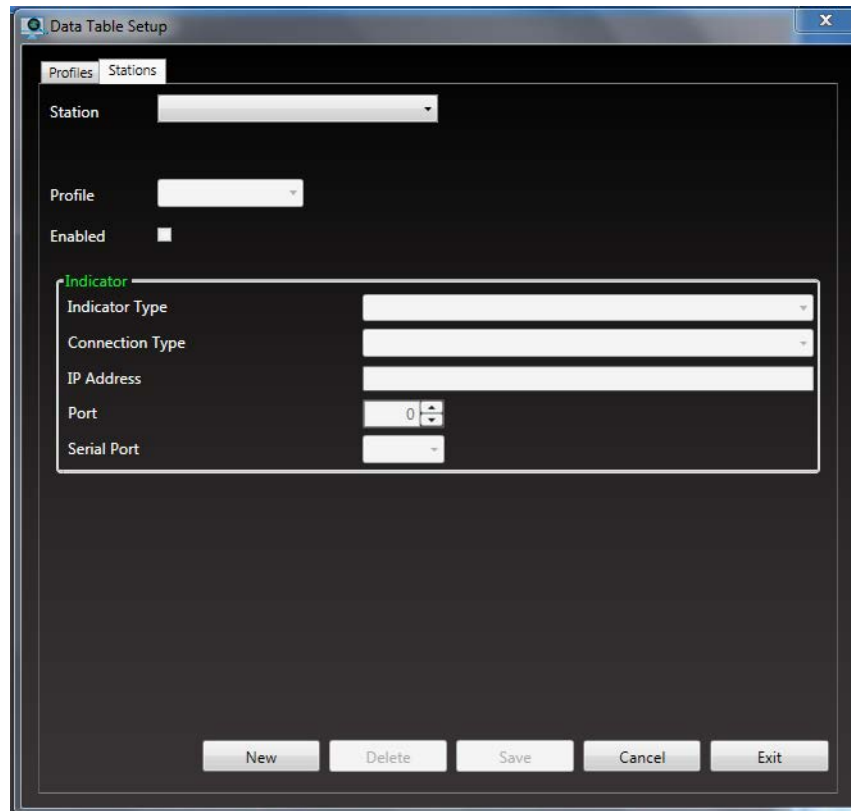 Data Table Setup
X
Profiles Stations
Station
Profile
Enabled
Indicator
Indicator Type
Connection Type
IP Address
Port 0
Serial Port
New Delete Save Cancel Exit